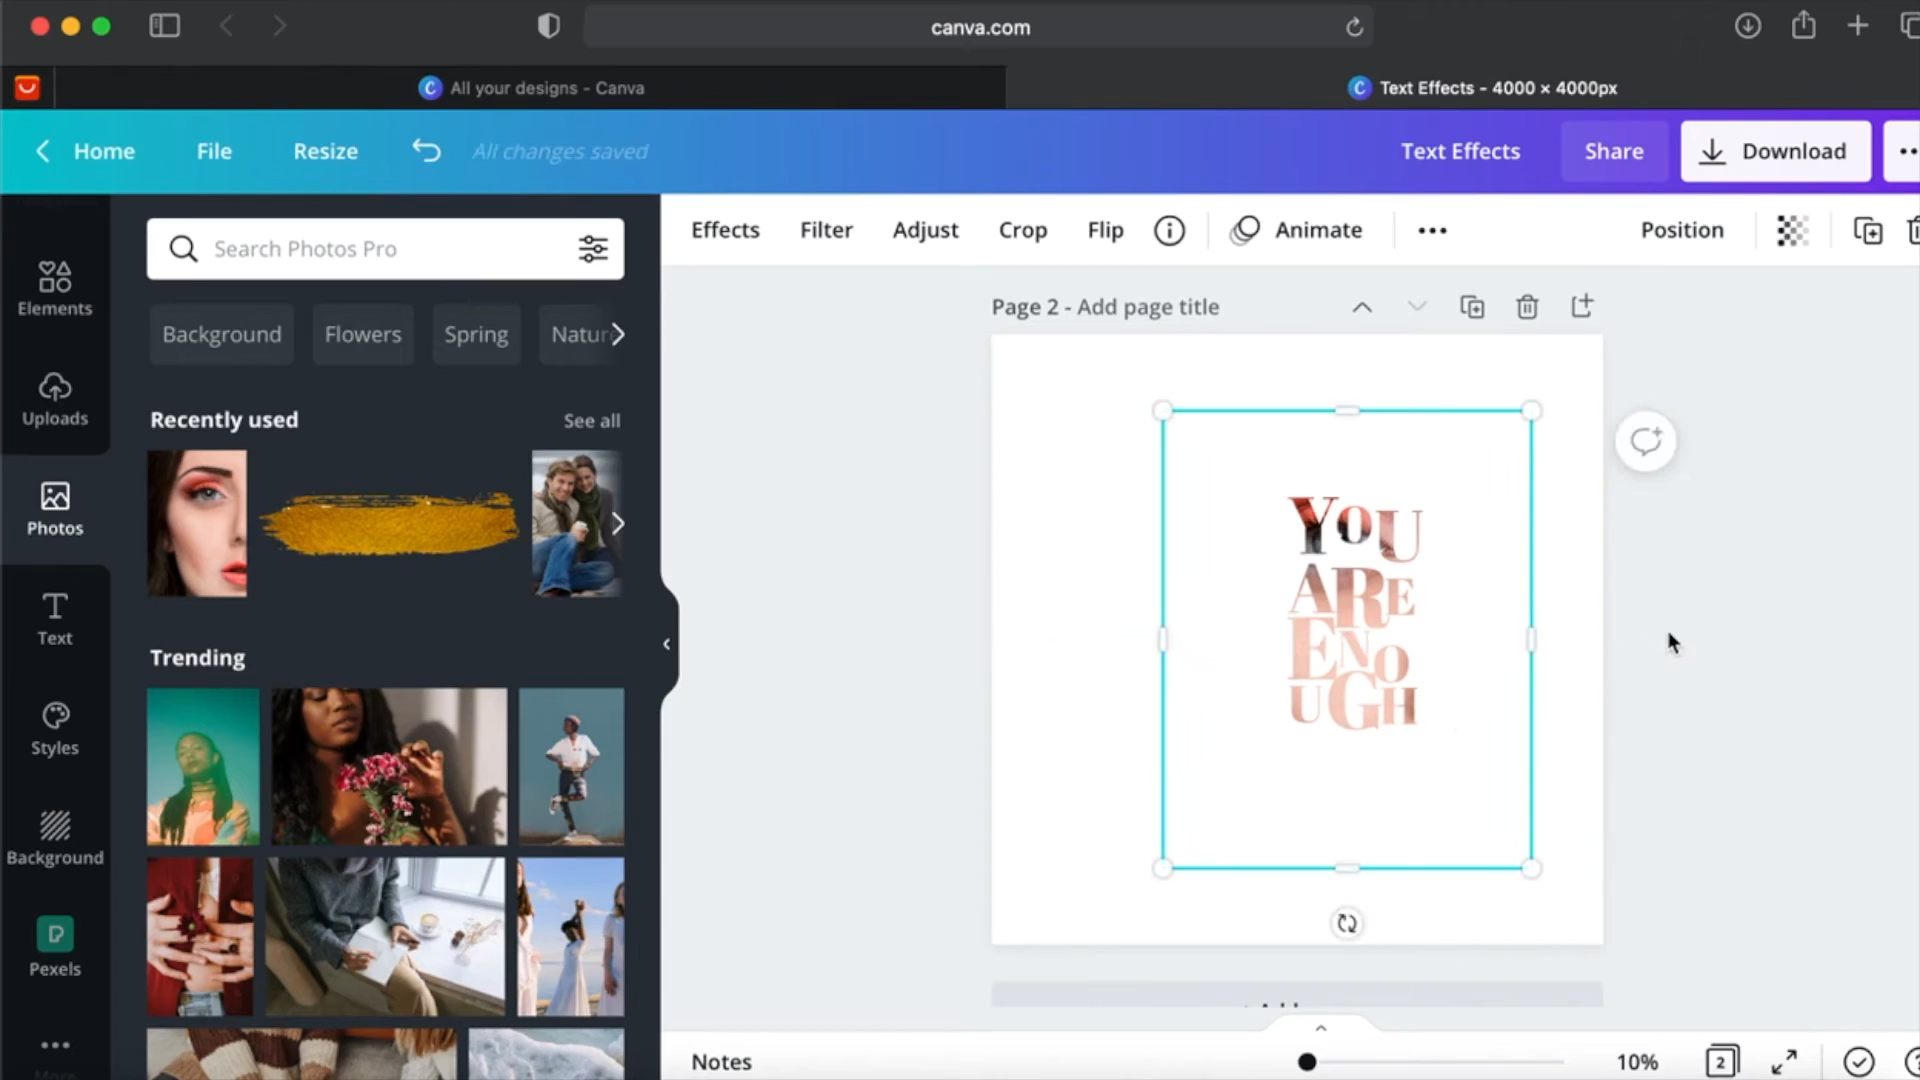 canva.com
All your designs - Canva
Text Effects - 4000 × 4000px
Home
File
Resize
All changes saved
Text Effects
Share
Download
Elements
Uploads
Photos
Text
Styles
Background
Pexels
More
Search Photos Pro
Background
Flowers
Spring
Natur
Recently used
See all
Trending
Effects
Filter
Adjust
Crop
Flip
Animate
Position
Page 2 - Add page title
YOU
ARE
ENO
UGH
Notes
10%
2